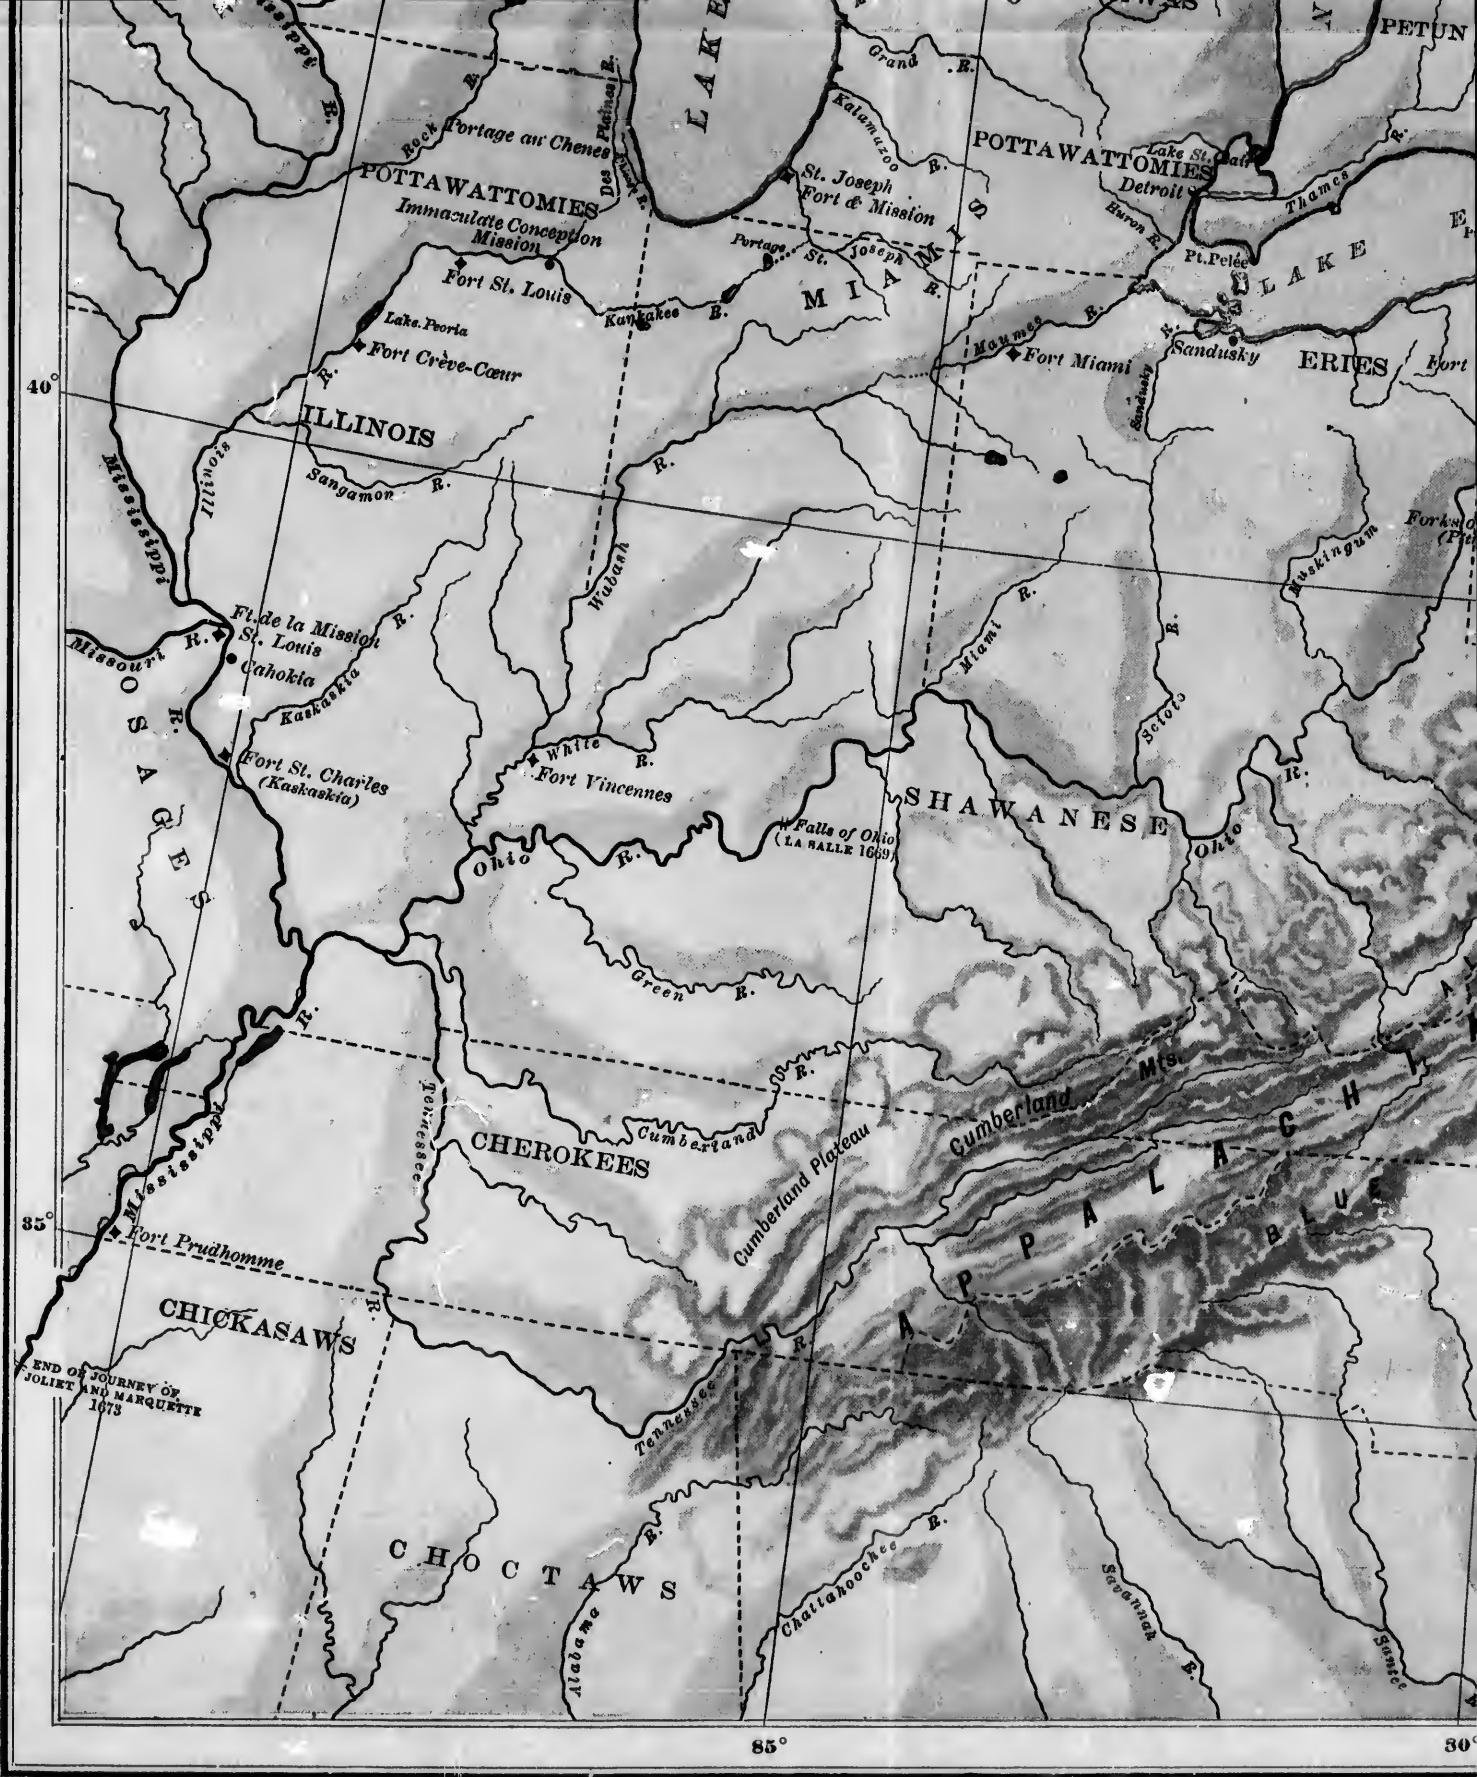 Mississippi
R.
LAKE
Grand
R.
PETUN
Rock
R.
Portage au Chenes
Des Plaines R.
Kalamazoo
R.
POTTAWATTOMIES
POTTAWATTOMIES
Lake St. Clair
Detroit
Thames
R.
Immaculate Conception
Mission
St. Joseph
Fort & Mission
Huron R.
Pt. Pelée
LAKE E
Portage
St. Joseph
R.
MIAMIS
Fort St. Louis
Kankakee R.
Lake Peoria
Fort Crève-Cœur
R.
Maumee R.
Fort Miami
R.
Sandusky
Sandusky
ERIES
Fort
40°
ILLINOIS
Illinois
Sangamon R.
R.
Mississippi
Forks o
Muskingum
Wabash
Miami
R.
R.
Scioto
Missouri R.
Ft. de la Mission
St. Louis
Cahokia
Kaskaskia
R.
OSAGES
R.
Fort St. Charles
(Kaskaskia)
White
R.
Fort Vincennes
R.
SHAWANESE
Falls of Ohio
(LA SALLE 1669)
Ohio
R.
Ohio
Green R.
R.
Cumberland Mts.
R.
Tennessee
Cumberland
CHEROKEES
Cumberland Plateau
APPALACHI
BLUE
Mississippi
35°
Fort Prudhomme
CHICKASAWS
R.
R.
END OF JOURNEY OF
JOLIET AND MARQUETTE
1673
Tennessee
CHOCTAWS
R.
Alabama
Chattahoochee
R.
Savannah
R.
Santee
85°
80°